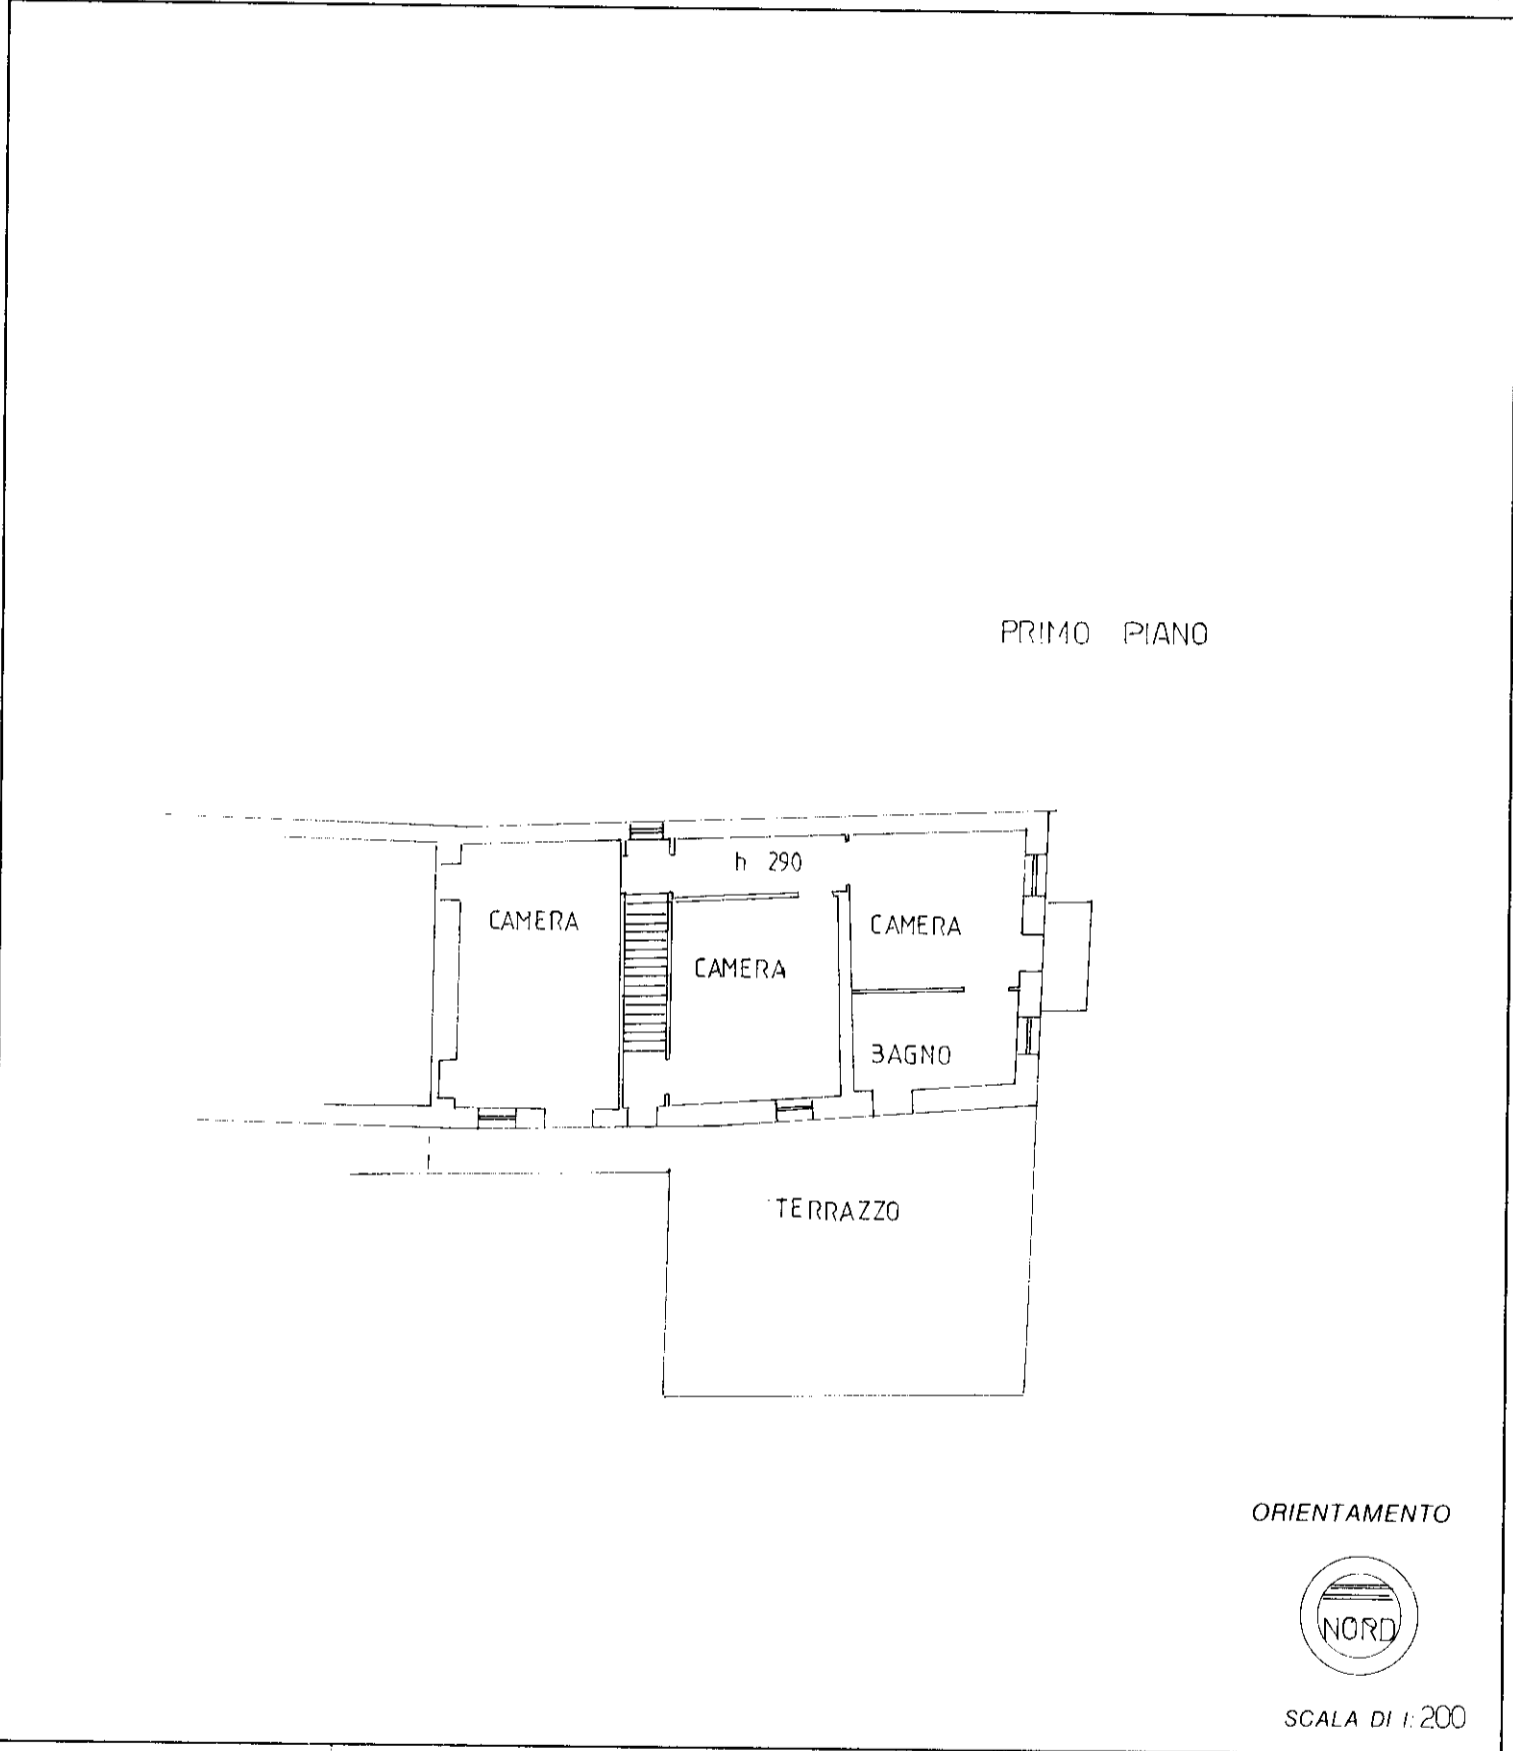 PRIMO PIANO
h 290
CAMERA
CAMERA
CAMERA
BAGNO
TERRAZZO
ORIENTAMENTO
NORD
SCALA DI 1:200